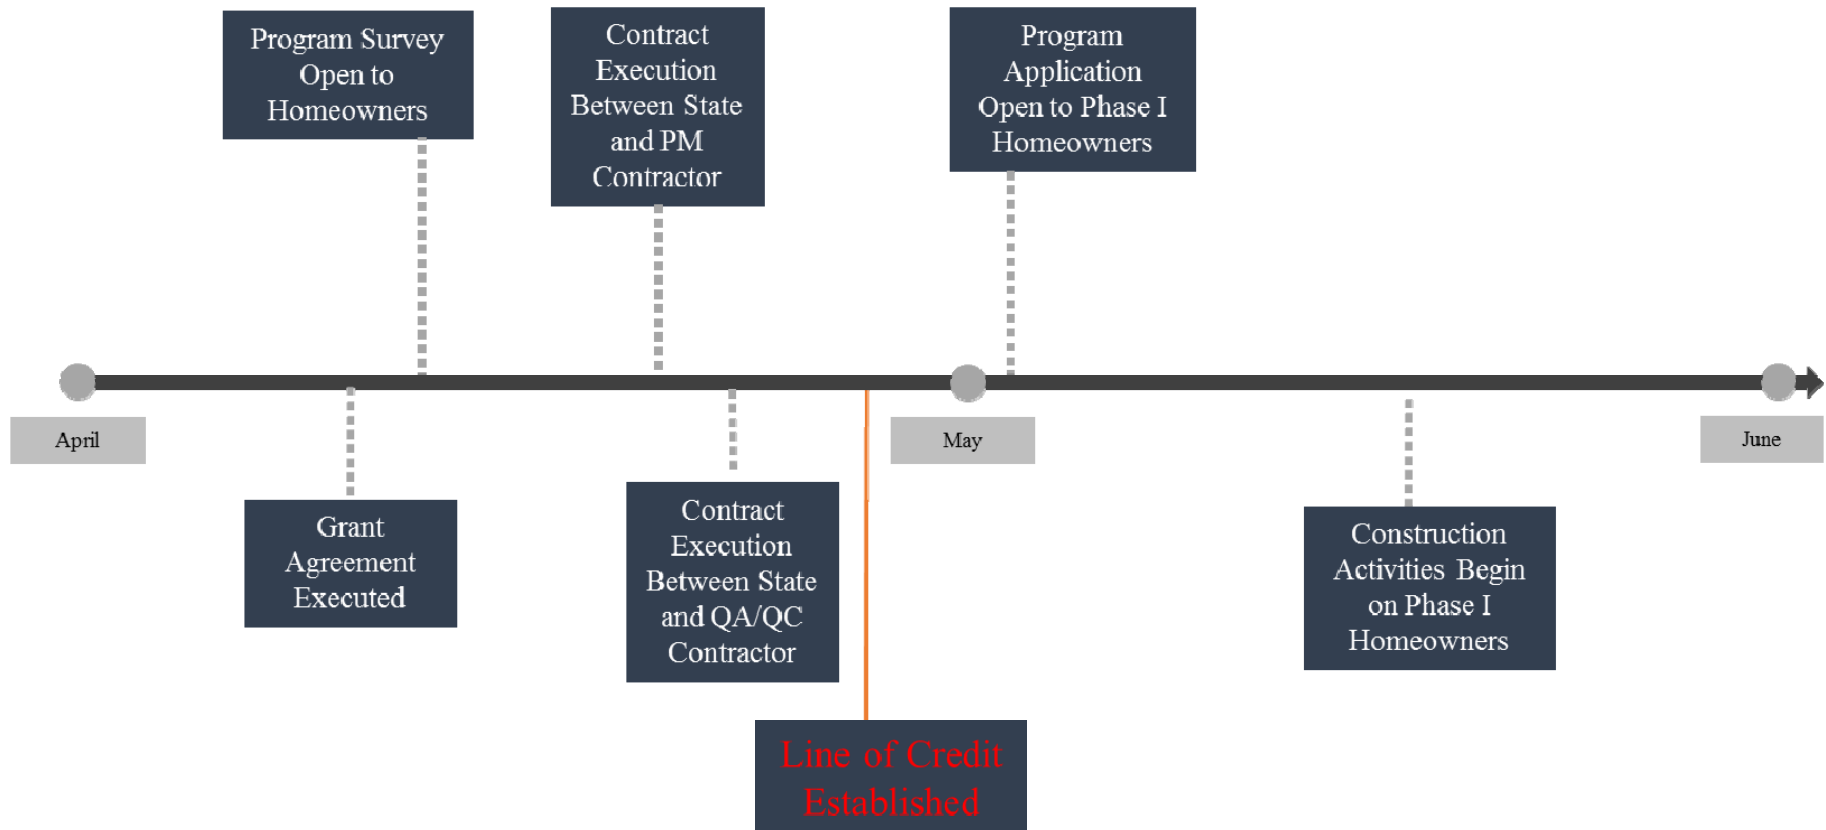 Program Survey
Open to
Homeowners
Contract
Execution
Between State
and PM
Contractor
Program
Application
Open to Phase I
Homeowners
April
May
June
Grant
Agreement
Executed
Contract
Execution
Between State
and QA/QC
Contractor
Construction
Activities Begin
on Phase I
Homeowners
Line of Credit
Established